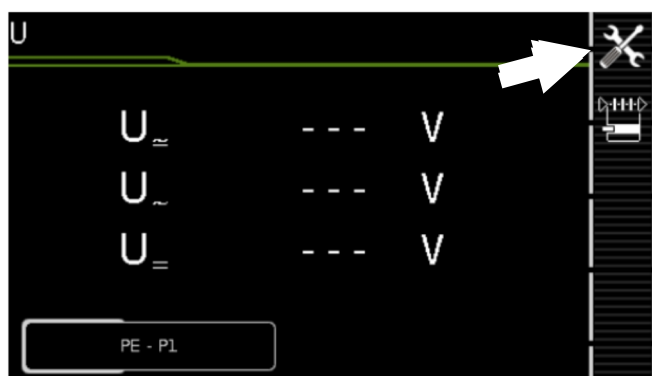 U
U≃ --- V
U~ --- V
U= --- V
PE - P1